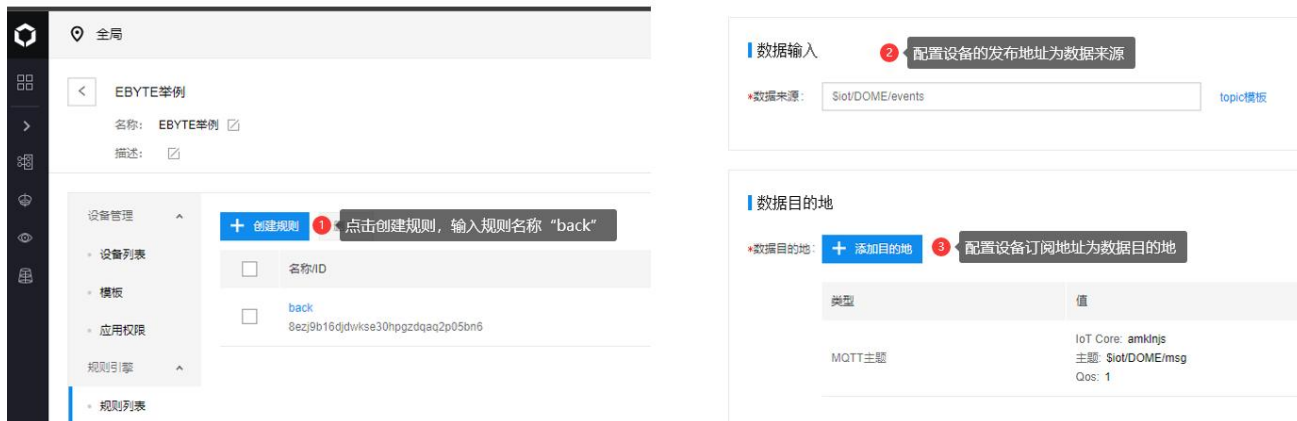 全局
EBYTE举例
名称： EBYTE举例
描述：
设备管理
设备列表
模板
应用权限
规则引擎
规则列表
创建规则
1 点击创建规则，输入规则名称“back”
名称/ID
back
8ezj9b16djdwkse30hpgzdqaq2p05bn6
数据输入
2 配置设备的发布地址为数据来源
*数据来源： $iot/DOME/events topic模板
数据目的地
*数据目的地： 添加目的地
3 配置设备订阅地址为数据目的地
类型 值
MQTT主题
IoT Core: amklnjs
主题: $iot/DOME/msg
Qos: 1